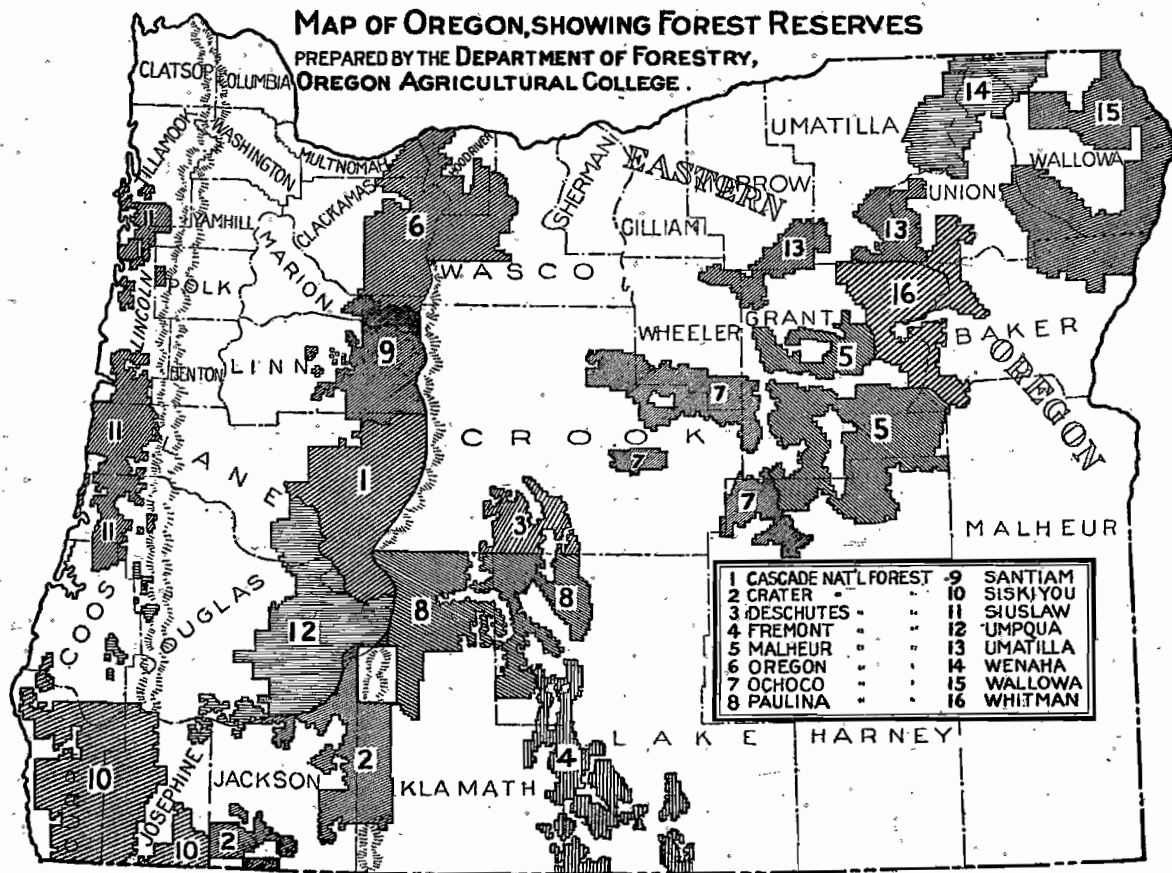 MAP OF OREGON, SHOWING FOREST RESERVES
PREPARED BY THE DEPARTMENT OF FORESTRY,
OREGON AGRICULTURAL COLLEGE.
CLATSOP
COLUMBIA
TILLAMOOK
WASHINGTON
MULTNOMAH
HOOD RIVER
CLACKAMAS
YAMHILL
MARION
POLK
LINCOLN
BENTON
LINN
WASCO
SHERMAN
GILLIAM
EASTERN
UMATILLA
UNION
WALLOWA
WHEELER
GRANT
BAKER
OREGON
CROOK
LANE
DOUGLAS
COOS
MALHEUR
JOSEPHINE
JACKSON
KLAMATH
LAKE
HARNEY
14
15
11
6
13
13
16
9
5
11
7
5
1
7
11
3
7
8
8
12
10
2
4
10
2
1 CASCADE NAT'L FOREST 9 SANTIAM
2 CRATER " " 10 SISKIYOU
3 DESCHUTES " " 11 SIUSLAW
4 FREMONT " " 12 UMPQUA
5 MALHEUR " " 13 UMATILLA
6 OREGON " " 14 WENAHA
7 OCHOCO " " 15 WALLOWA
8 PAULINA " " 16 WHITMAN